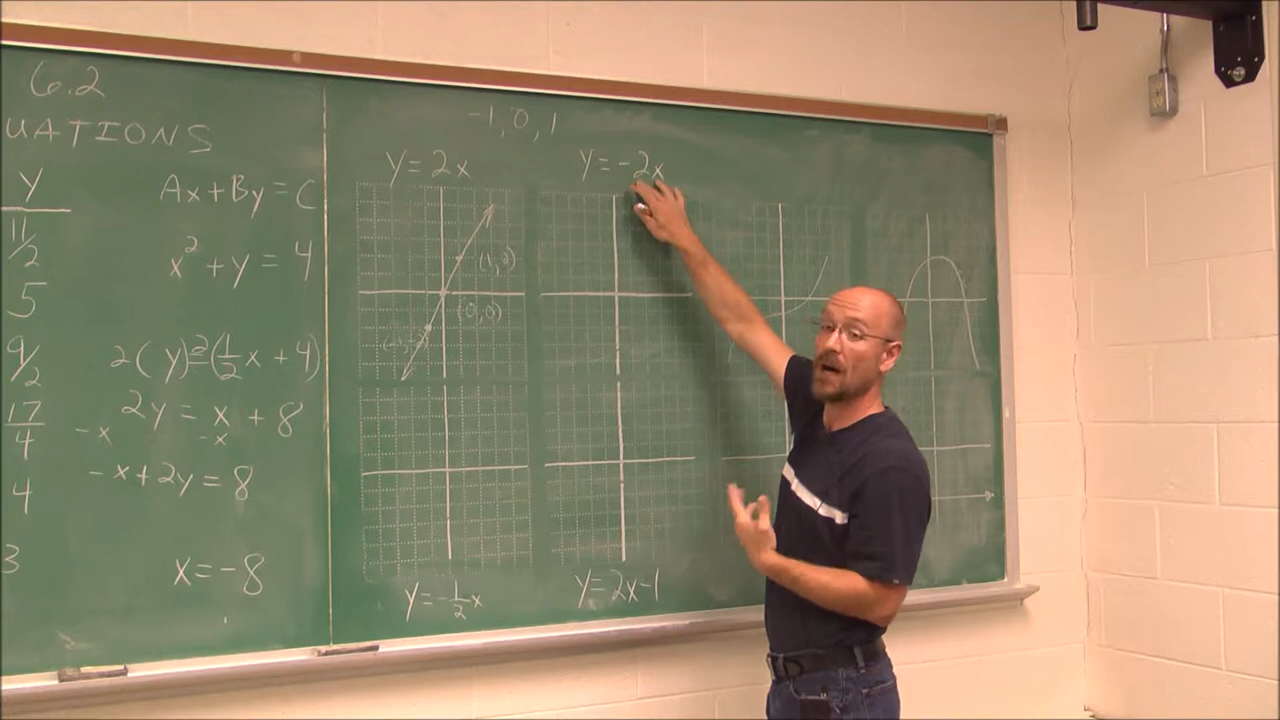 6.2
UATIONS
y
11/2
5
9/2
17/4
4
3
Ax+By=C
x²+y=4
2(y)=2(1/2x+4)
2y=x+8
-x -x
-x+2y=8
x=-8
-1,0,1
y=2x
(1,2)
(0,0)
y=-2x
y=-1/2x
y=2x-1